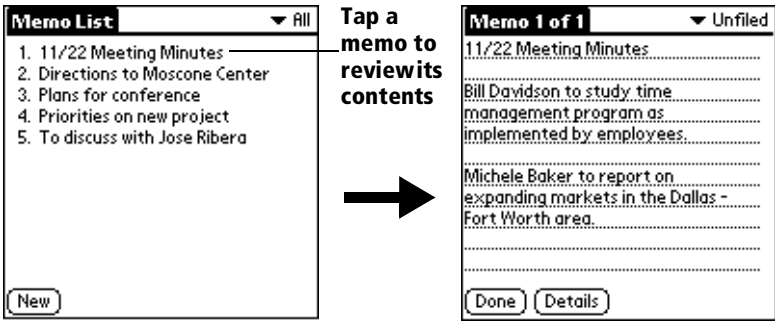 Memo List
All
1. 11/22 Meeting Minutes
2. Directions to Moscone Center
3. Plans for conference
4. Priorities on new project
5. To discuss with Jose Ribera
New
Tap a
memo to
reviewits
contents
Memo 1 of 1
Unfiled
11/22 Meeting Minutes
Bill Davidson to study time
management program as
implemented by employees.
Michele Baker to report on
expanding markets in the Dallas -
Fort Worth area.
Done Details